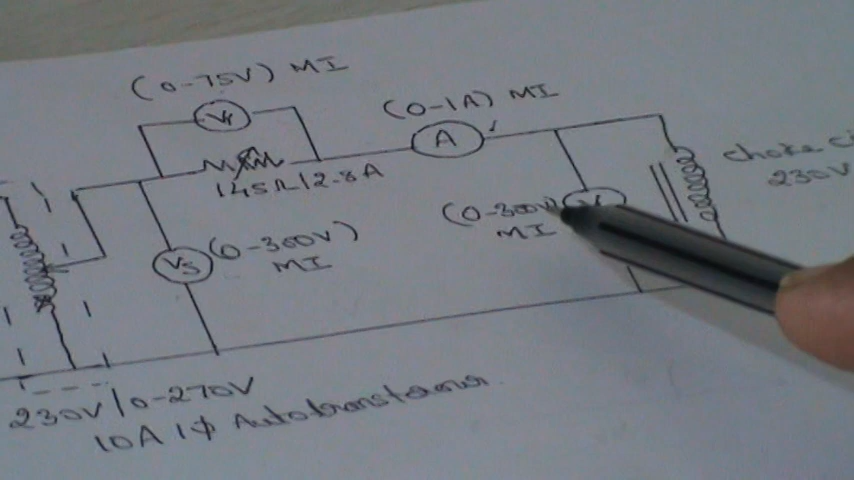 (0-75V) MI
Vr
(0-1A) MI
A
145Ω/2.8A
choke
230V
(0-300V)
MI
Vs
(0-300V)
MI
230V/0-270V
10A 1ϕ Autotransformer